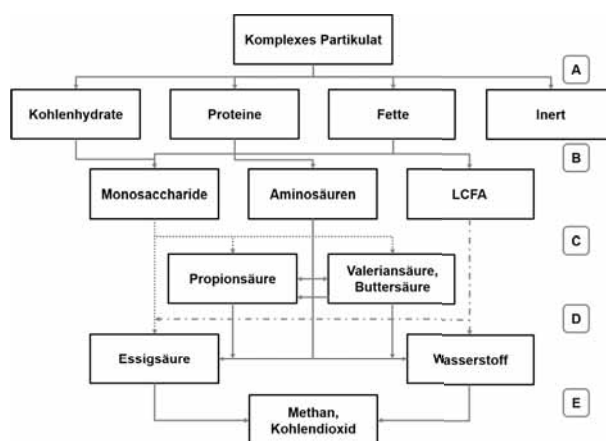 Komplexes Partikulat
A
Kohlenhydrate
Proteine
Fette
Inert
B
Monosaccharide
Aminosäuren
LCFA
C
Propionsäure
Valeriansäure,
Buttersäure
D
Essigsäure
Wasserstoff
E
Methan,
Kohlendioxid